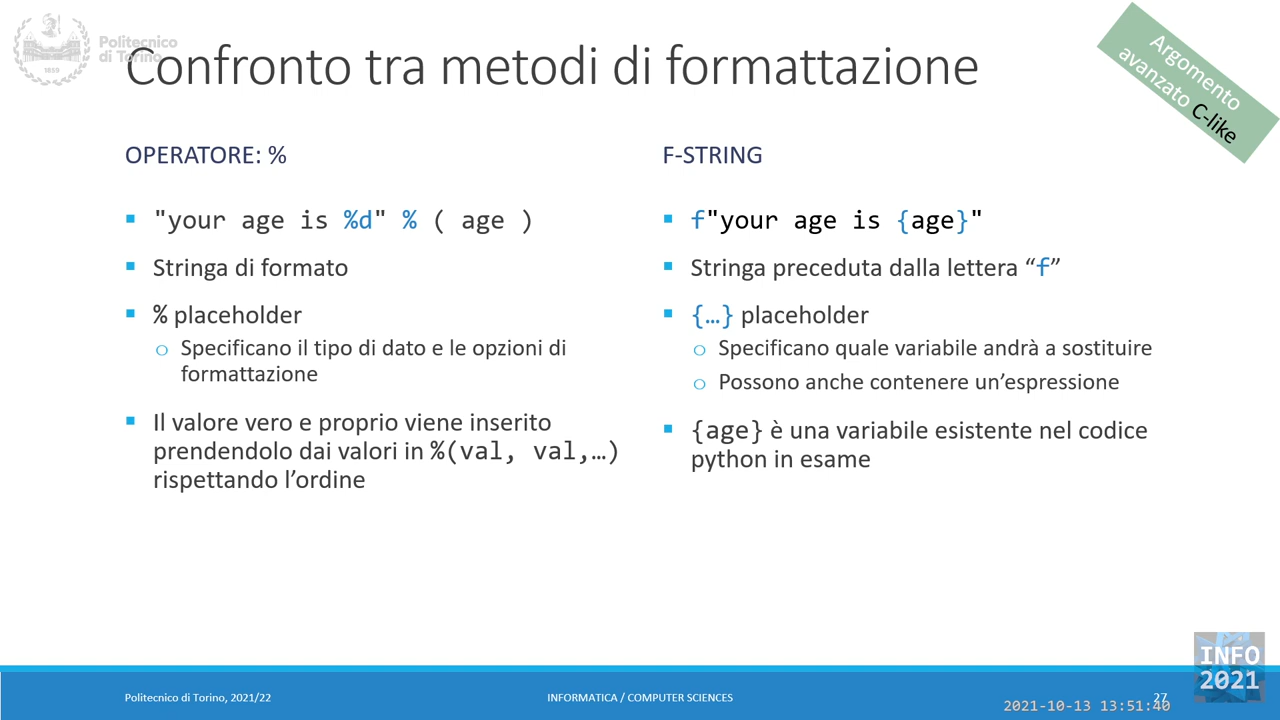 Politecnico
di Torino
1859
Confronto tra metodi di formattazione
Argomento
avanzato C-like
OPERATORE: %
"your age is %d" % ( age )
Stringa di formato
% placeholder
Specificano il tipo di dato e le opzioni di
formattazione
Il valore vero e proprio viene inserito
prendendolo dai valori in %(val, val,…)
rispettando l’ordine
F-STRING
f"your age is {age}"
Stringa preceduta dalla lettera “f”
{…} placeholder
Specificano quale variabile andrà a sostituire
Possono anche contenere un’espressione
{age} è una variabile esistente nel codice
python in esame
Politecnico di Torino, 2021/22
INFORMATICA / COMPUTER SCIENCES
27
INFO
2021
2021-10-13 13:51:40